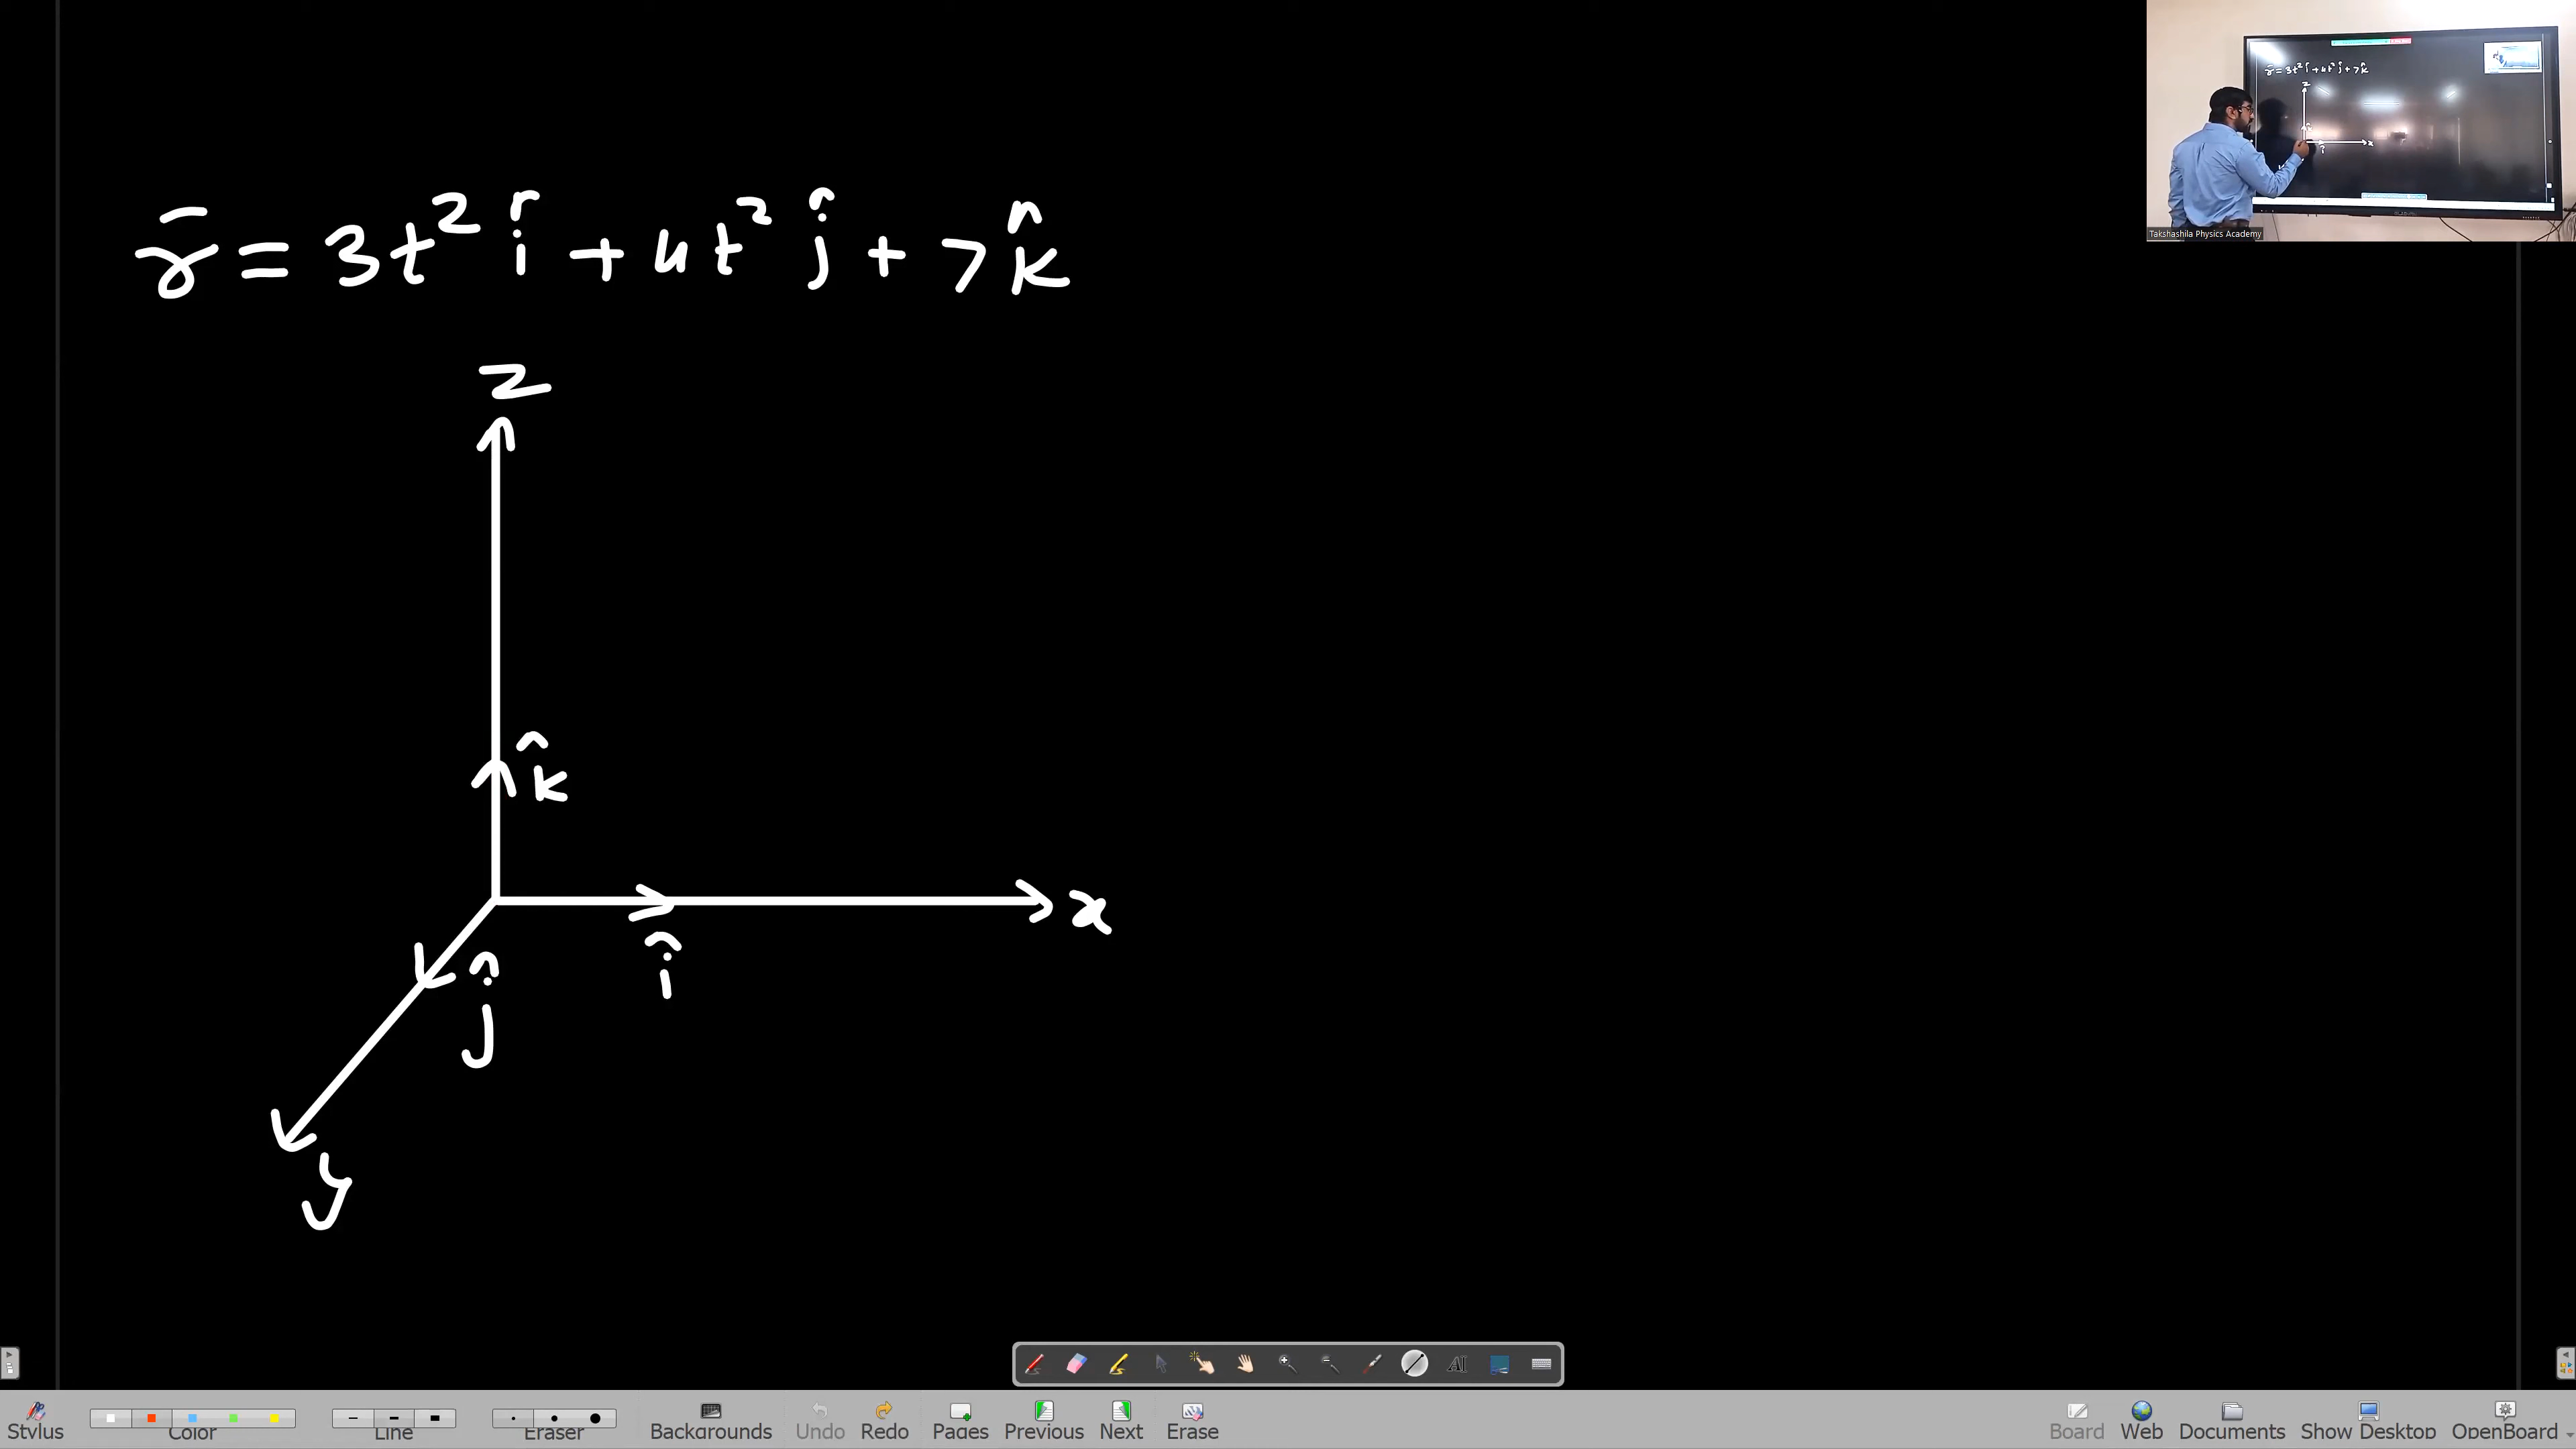 r̄ = 3t² î + 4t² ĵ + 7k̂
z
k̂
x
î
ĵ
y
Takshashila Physics Academy
Stylus Color Line Eraser Backgrounds Undo Redo Pages Previous Next Erase Board Web Documents Show Desktop OpenBoard